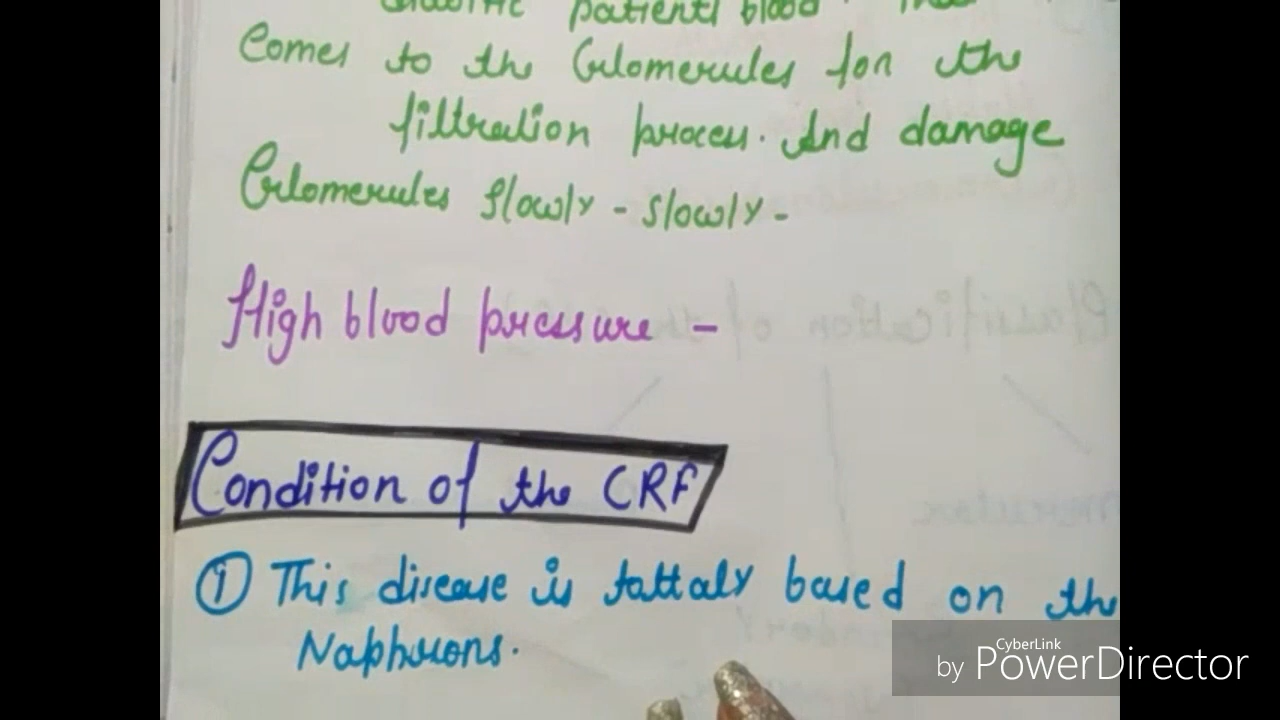 patient blood
Comes to the Glomerules for the
filtration process. And damage
Glomerules slowly - slowly -
High blood pressure -
Condition of the CRF
① This disease is tattaly based on the
Naphrons.
CyberLink
by PowerDirector